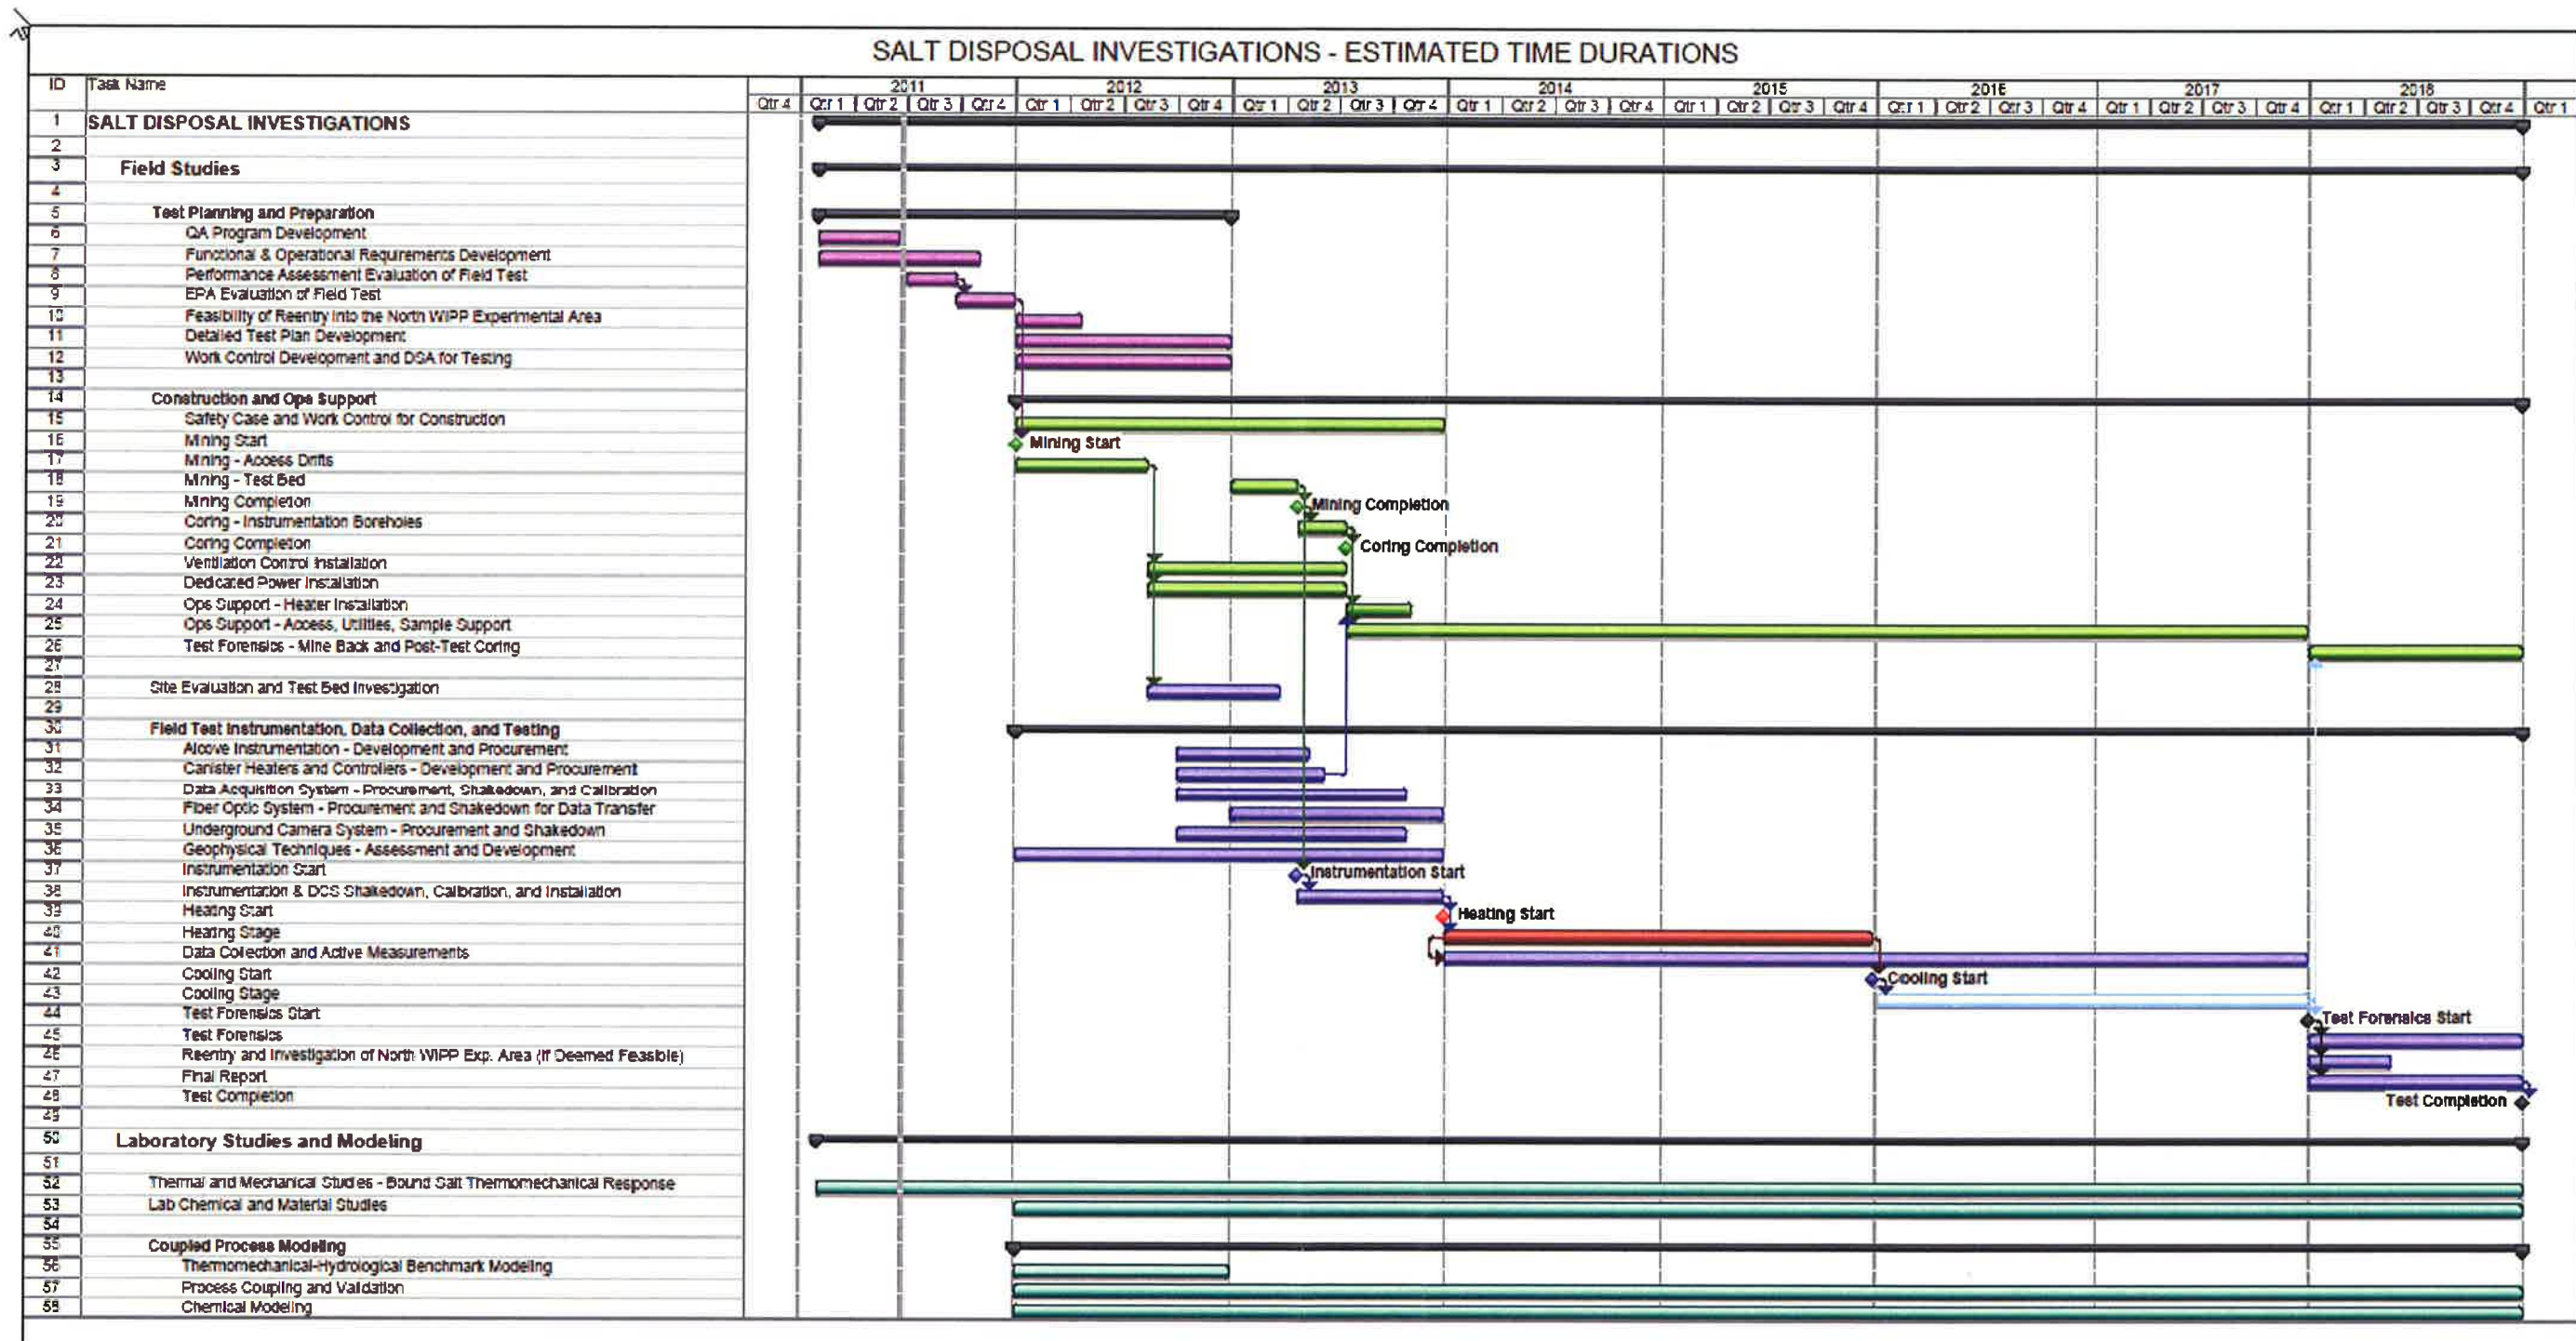 SALT DISPOSAL INVESTIGATIONS - ESTIMATED TIME DURATIONS
ID Task Name 2011 2012 2013 2014 2015 2016 2017 2018
Qtr 4 Qtr 1 Qtr 2 Qtr 3 Qtr 4 Qtr 1 Qtr 2 Qtr 3 Qtr 4 Qtr 1 Qtr 2 Qtr 3 Qtr 4 Qtr 1 Qtr 2 Qtr 3 Qtr 4 Qtr 1 Qtr 2 Qtr 3 Qtr 4 Qtr 1 Qtr 2 Qtr 3 Qtr 4 Qtr 1 Qtr 2 Qtr 3 Qtr 4 Qtr 1 Qtr 2 Qtr 3 Qtr 4 Qtr 1
1 SALT DISPOSAL INVESTIGATIONS
2
3 Field Studies
4
5 Test Planning and Preparation
6 QA Program Development
7 Functional & Operational Requirements Development
8 Performance Assessment Evaluation of Field Test
9 EPA Evaluation of Field Test
10 Feasibility of Reentry into the North WIPP Experimental Area
11 Detailed Test Plan Development
12 Work Control Development and DSA for Testing
13
14 Construction and Ops Support
15 Safety Case and Work Control for Construction
16 Mining Start Mining Start
17 Mining - Access Drifts
18 Mining - Test Bed
19 Mining Completion Mining Completion
20 Coring - Instrumentation Boreholes
21 Coring Completion Coring Completion
22 Ventilation Control Installation
23 Dedicated Power Installation
24 Ops Support - Heater Installation
25 Ops Support - Access, Utilities, Sample Support
26 Test Forensics - Mine Back and Post-Test Coring
27
28 Site Evaluation and Test Bed Investigation
29
30 Field Test Instrumentation, Data Collection, and Testing
31 Alcove Instrumentation - Development and Procurement
32 Canister Heaters and Controllers - Development and Procurement
33 Data Acquisition System - Procurement, Shakedown, and Calibration
34 Fiber Optic System - Procurement and Shakedown for Data Transfer
35 Underground Camera System - Procurement and Shakedown
36 Geophysical Techniques - Assessment and Development
37 Instrumentation Start Instrumentation Start
38 Instrumentation & DCS Shakedown, Calibration, and Installation
39 Heating Start Heating Start
40 Heating Stage
41 Data Collection and Active Measurements
42 Cooling Start Cooling Start
43 Cooling Stage
44 Test Forensics Start Test Forensics Start
45 Test Forensics
46 Reentry and Investigation of North WIPP Exp. Area (If Deemed Feasible)
47 Final Report
48 Test Completion Test Completion
49
50 Laboratory Studies and Modeling
51
52 Thermal and Mechanical Studies - Bound Salt Thermomechanical Response
53 Lab Chemical and Material Studies
54
55 Coupled Process Modeling
56 Thermomechanical-Hydrological Benchmark Modeling
57 Process Coupling and Validation
58 Chemical Modeling